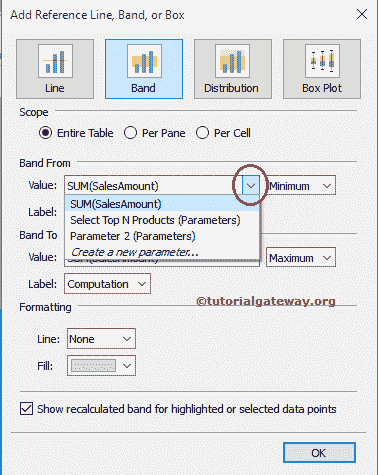 Add Reference Line, Band, or Box
Line Band Distribution Box Plot
Scope
Entire Table Per Pane Per Cell
Band From
Value: SUM(SalesAmount) Minimum
SUM(SalesAmount)
Label:
Select Top N Products (Parameters)
Parameter 2 (Parameters)
Band To
Create a new parameter...
Value: SUM(SalesAmount) Maximum
Label: Computation
©tutorialgateway.org
Formatting
Line: None
Fill:
Show recalculated band for highlighted or selected data points
OK